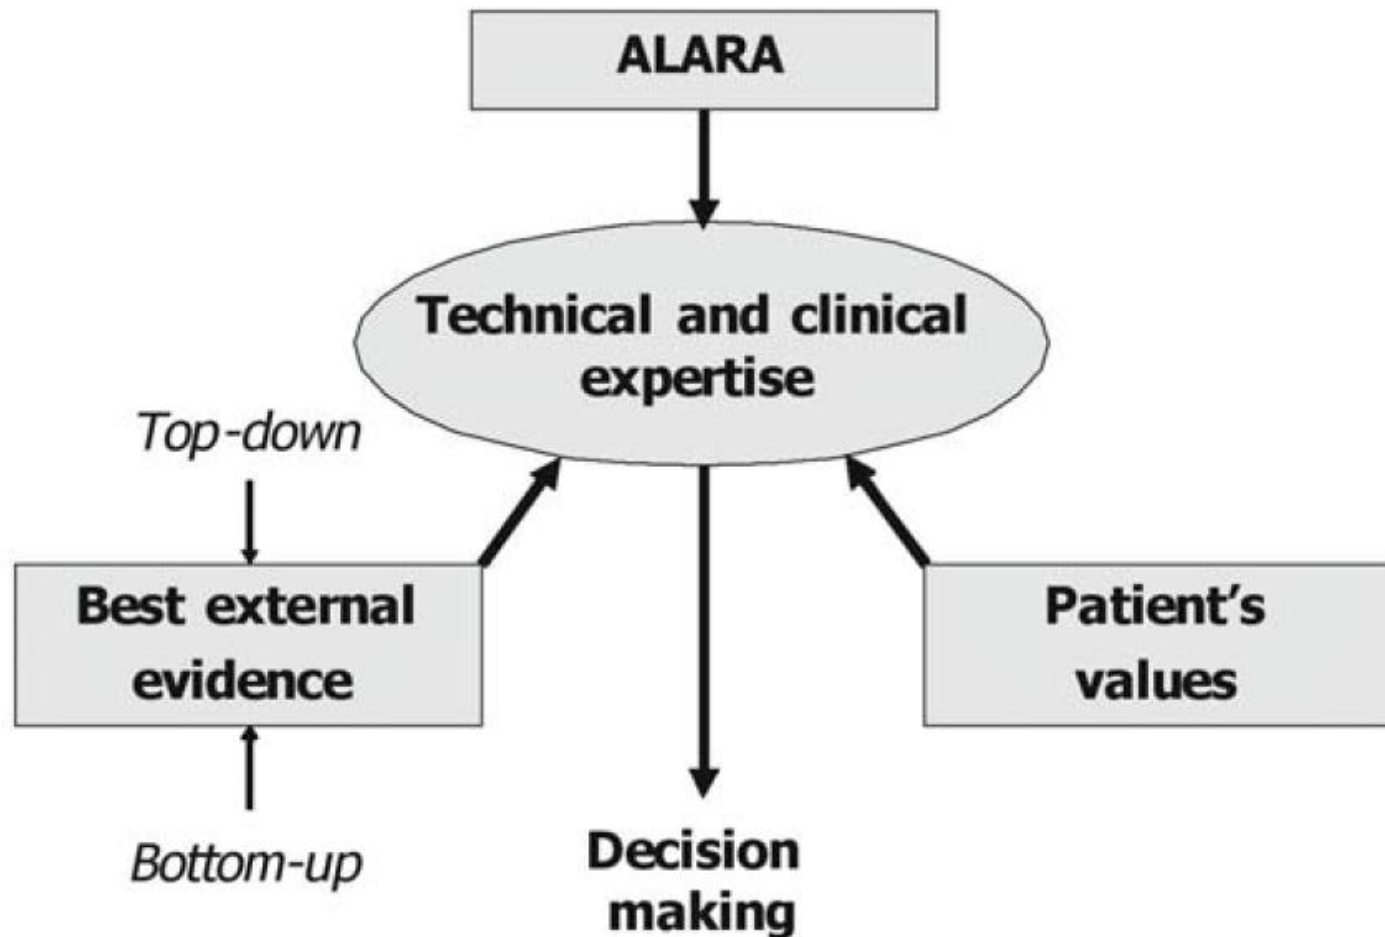 ALARA
Technical and clinical
expertise
Top-down
Best external
evidence
Patient’s
values
Bottom-up
Decision
making